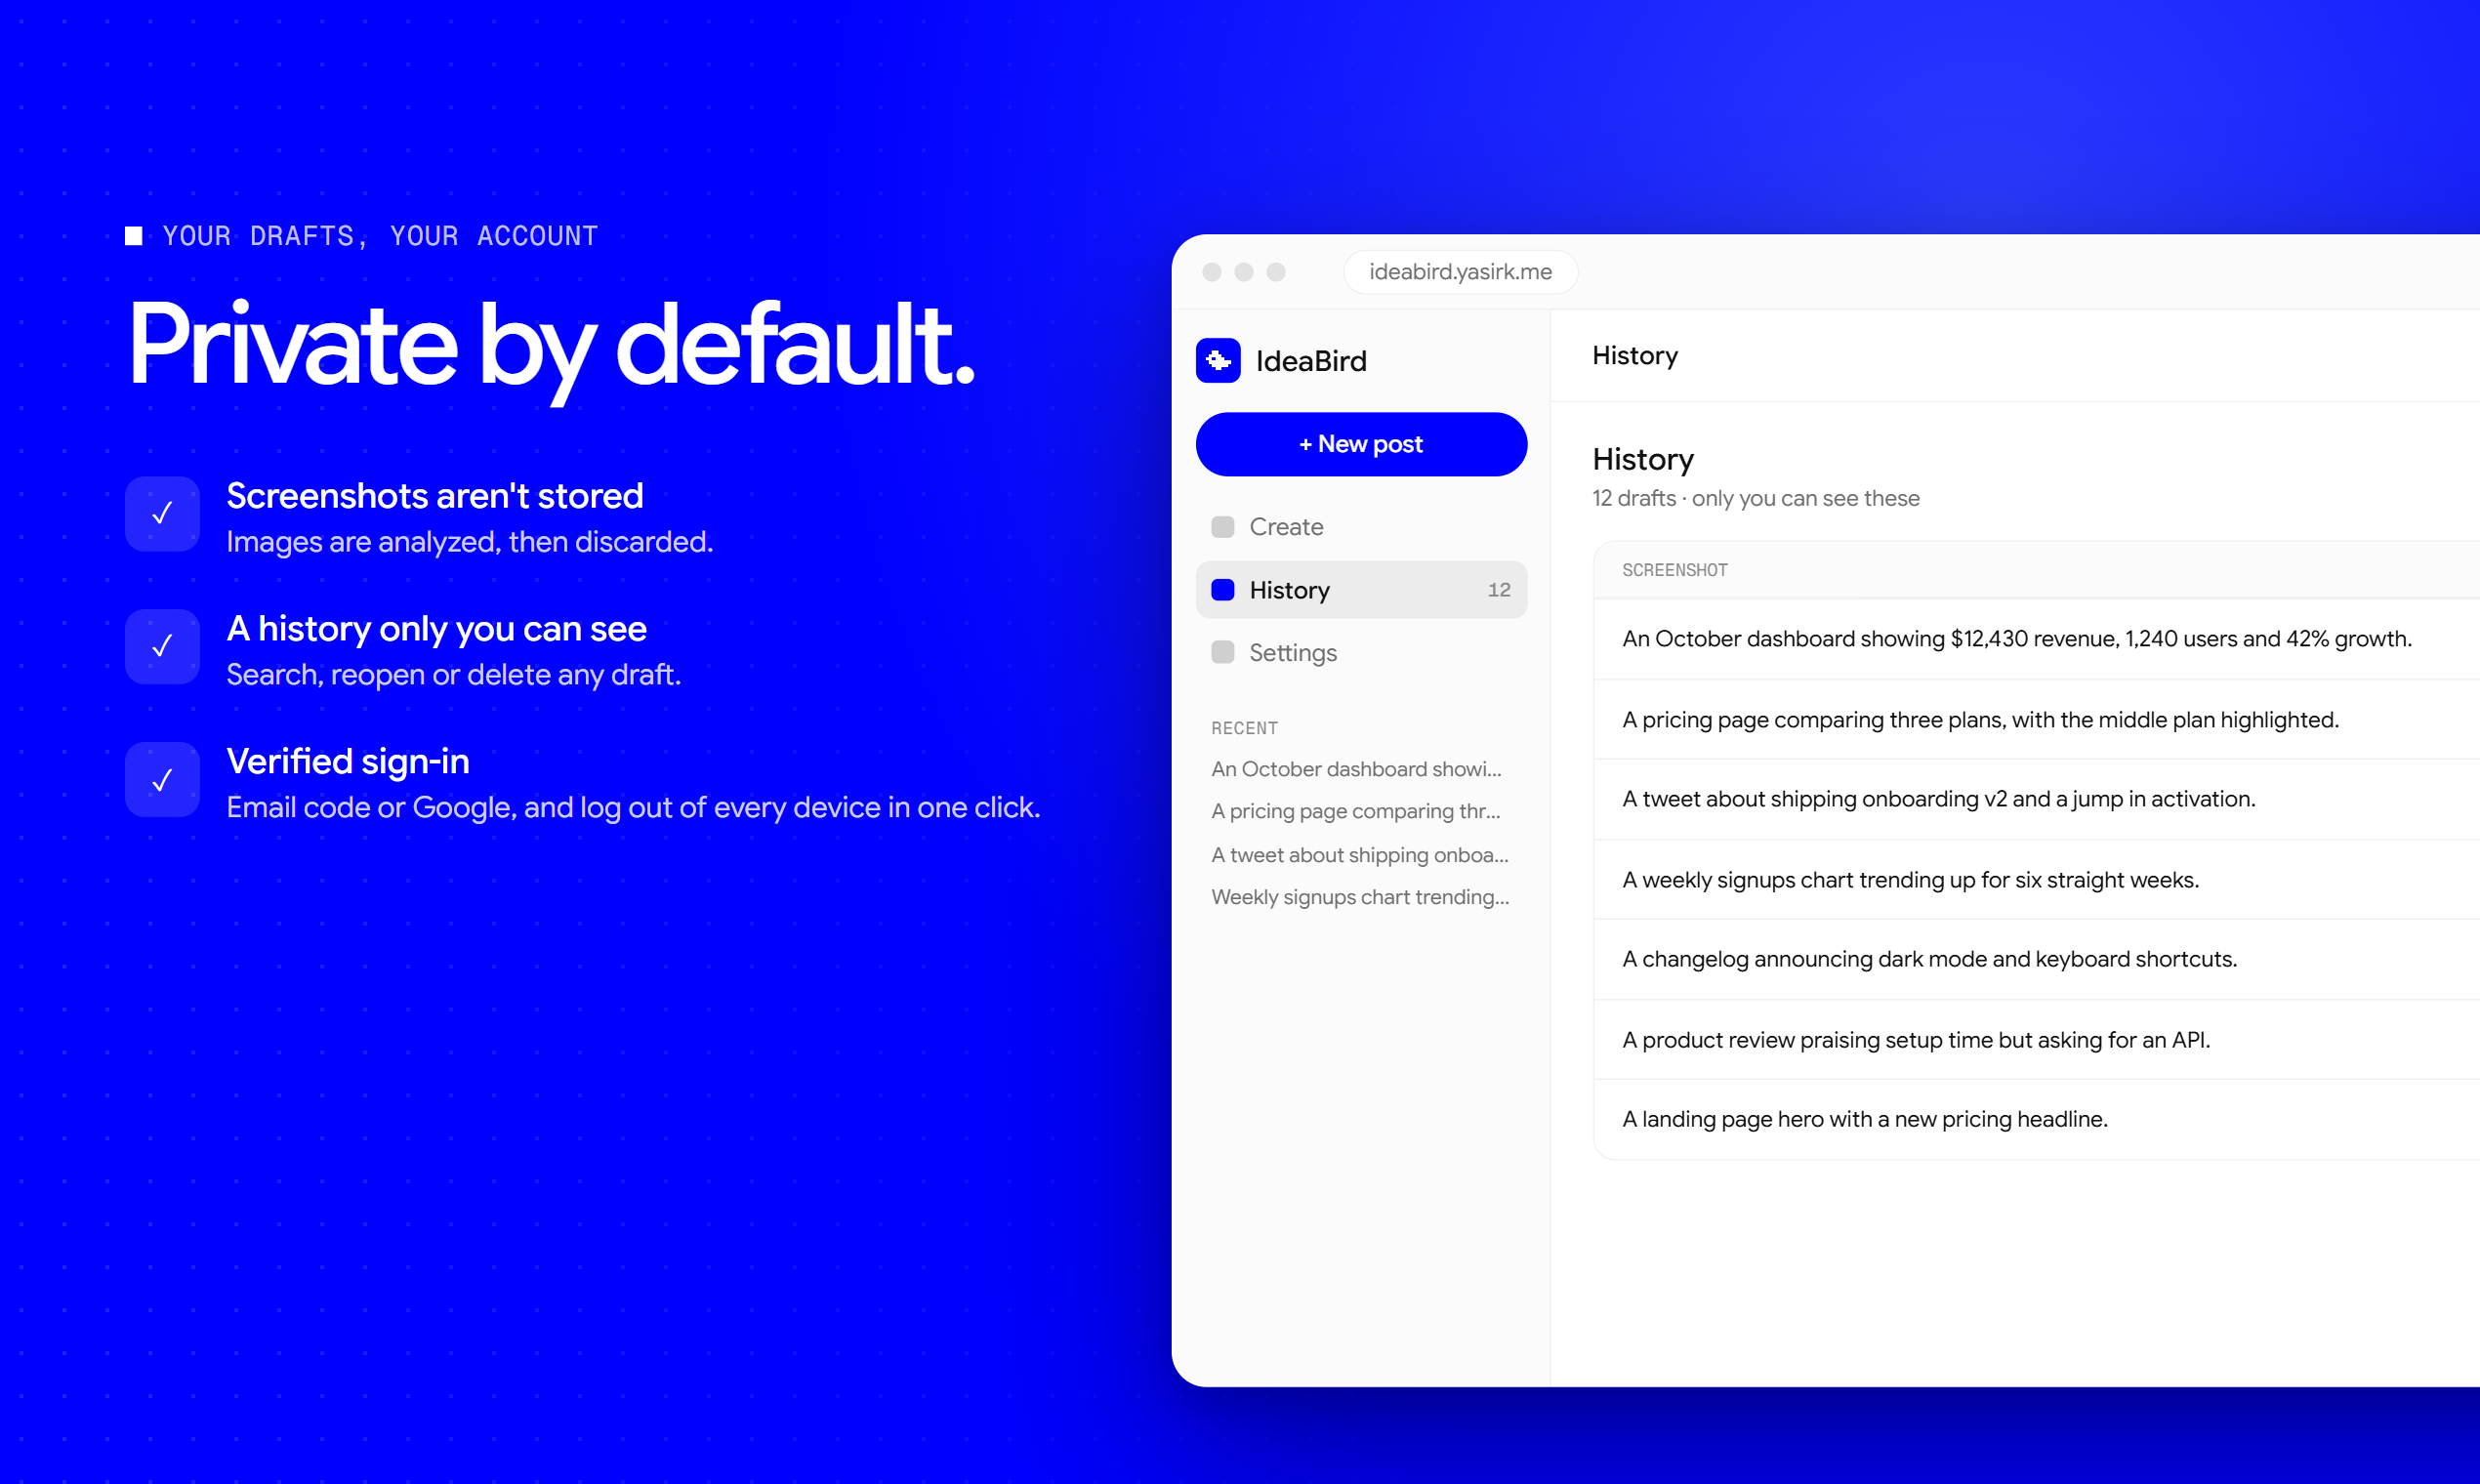 YOUR DRAFTS, YOUR ACCOUNT
Private by default.
✓
Screenshots aren't stored
Images are analyzed, then discarded.
✓
A history only you can see
Search, reopen or delete any draft.
✓
Verified sign-in
Email code or Google, and log out of every device in one click.
ideabird.yasirk.me
IdeaBird
+ New post
Create
History 12
Settings
RECENT
An October dashboard showi...
A pricing page comparing thr...
A tweet about shipping onboa...
Weekly signups chart trending...
History
History
12 drafts · only you can see these
SCREENSHOT
An October dashboard showing $12,430 revenue, 1,240 users and 42% growth.
A pricing page comparing three plans, with the middle plan highlighted.
A tweet about shipping onboarding v2 and a jump in activation.
A weekly signups chart trending up for six straight weeks.
A changelog announcing dark mode and keyboard shortcuts.
A product review praising setup time but asking for an API.
A landing page hero with a new pricing headline.